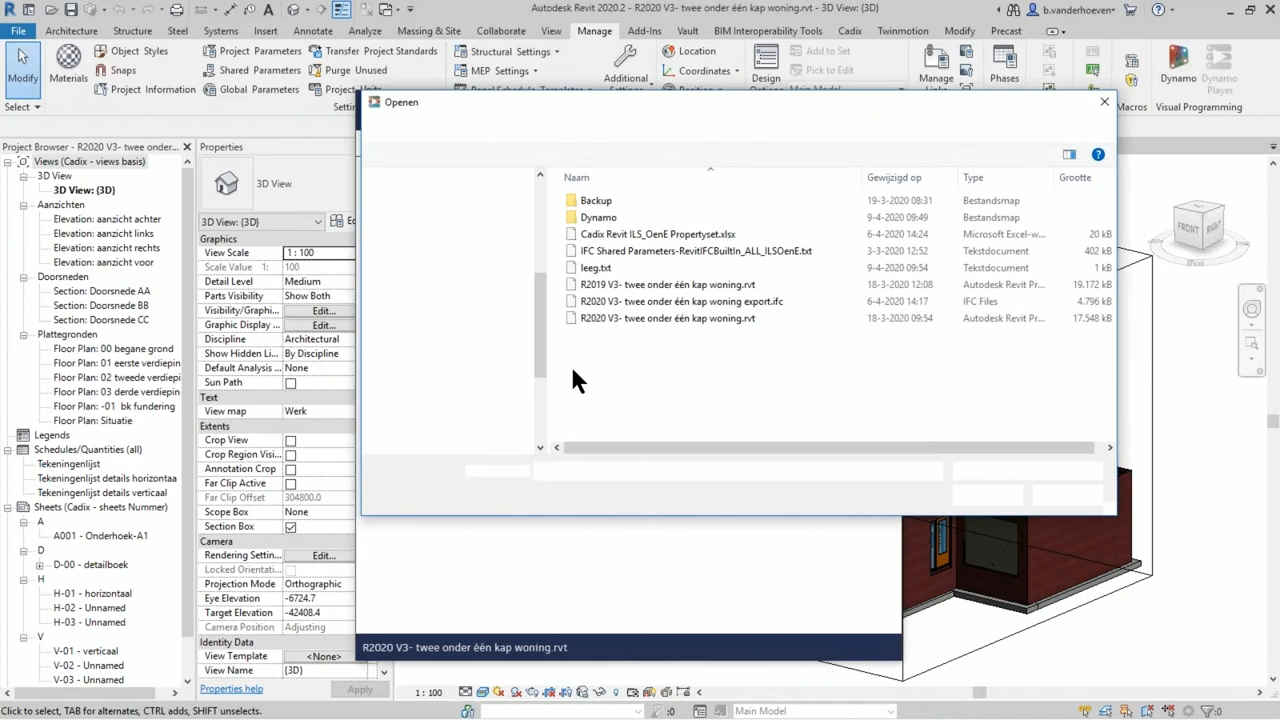 Autodesk Revit 2020.2 - R2020 V3- twee onder één kap woning.rvt - 3D View: {3D}
b.vanderhoeven
File Architecture Structure Steel Systems Insert Annotate Analyze Massing & Site Collaborate View Manage Add-Ins Vault BIM Interoperability Tools Cadix Twinmotion Modify Precast
Object Styles Project Parameters Transfer Project Standards Structural Settings Location Add to Set
Snaps Shared Parameters Purge Unused MEP Settings Coordinates Pick to Edit
Project Information Global Parameters Main Model
Modify Materials Additional Design Manage Phases Dynamo Dynamo
Player
Select Macros Visual Programming
Project Browser - R2020 V3- twee onder...
Views (Cadix - views basis)
3D View
3D View: {3D}
Aanzichten
Elevation: aanzicht achter
Elevation: aanzicht links
Elevation: aanzicht rechts
Elevation: aanzicht voor
Doorsneden
Section: Doorsnede AA
Section: Doorsnede BB
Section: Doorsnede CC
Plattegronden
Floor Plan: 00 begane grond
Floor Plan: 01 eerste verdiepin
Floor Plan: 02 tweede verdiepin
Floor Plan: 03 derde verdiepin
Floor Plan: -01 bk fundering
Floor Plan: Situatie
Legends
Schedules/Quantities (all)
Tekeningenlijst
Tekeningenlijst details horizontaa
Tekeningenlijst details verticaal
Sheets (Cadix - sheets Nummer)
A
A001 - Onderhoek-A1
D
D-00 - detailboek
H
H-01 - horizontaal
H-02 - Unnamed
H-03 - Unnamed
V
V-01 - verticaal
V-02 - Unnamed
V-03 - Unnamed
Properties
3D View
3D View: {3D}
Graphics
View Scale 1 : 100
Scale Value 1: 100
Detail Level Medium
Parts Visibility Show Both
Visibility/Graphi... Edit...
Graphic Display ... Edit...
Discipline Architectural
Show Hidden Li... By Discipline
Default Analysis ... None
Sun Path
Text
View map Werk
Extents
Crop View
Crop Region Visi...
Annotation Crop
Far Clip Active
Far Clip Offset 304800.0
Scope Box None
Section Box
Camera
Rendering Settin... Edit...
Locked Orientati...
Projection Mode Orthographic
Eye Elevation -6724.7
Target Elevation -42408.4
Camera Position Adjusting
Identity Data
View Template <None>
View Name {3D}
Properties help Apply
Openen
Naam Gewijzigd op Type Grootte
Backup 19-3-2020 08:31 Bestandsmap
Dynamo 9-4-2020 09:49 Bestandsmap
Cadix Revit ILS_OenE Propertyset.xlsx 6-4-2020 14:24 Microsoft Excel-w... 20 kB
IFC Shared Parameters-RevitIFCBuiltIn_ALL_ILSOenE.txt 3-3-2020 12:52 Tekstdocument 402 kB
leeg.txt 9-4-2020 09:54 Tekstdocument 1 kB
R2019 V3- twee onder één kap woning.rvt 18-3-2020 12:08 Autodesk Revit Pr... 19.172 kB
R2020 V3- twee onder één kap woning export.ifc 6-4-2020 14:17 IFC Files 4.796 kB
R2020 V3- twee onder één kap woning.rvt 18-3-2020 09:54 Autodesk Revit Pr... 17.548 kB
FRONT RIGHT
R2020 V3- twee onder één kap woning.rvt
1 : 100
Click to select, TAB for alternates, CTRL adds, SHIFT unselects. :0 Main Model :0